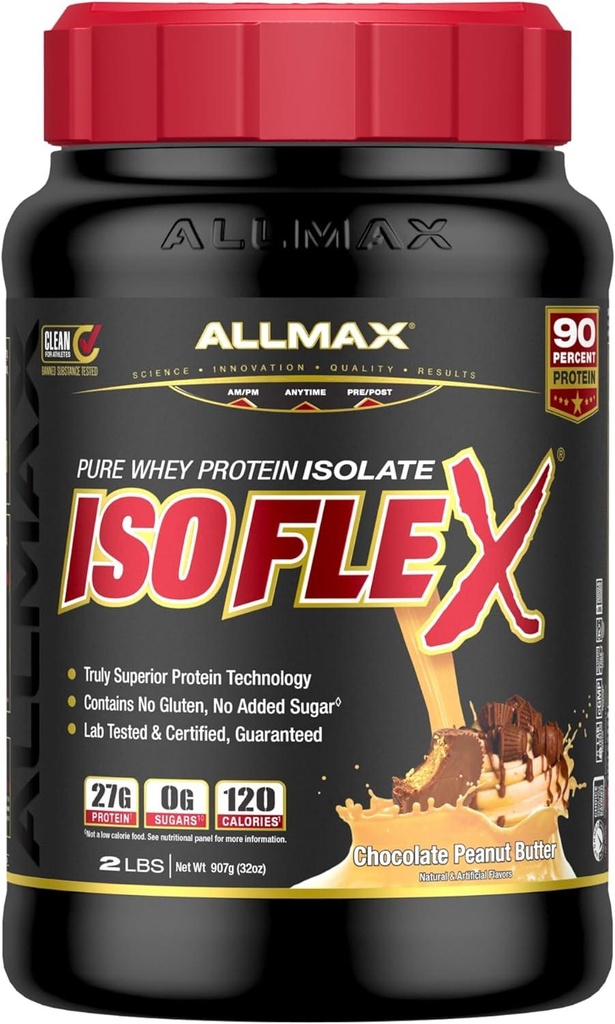 ALLMAX
CLEAN
FOR ATHLETES
BANNED SUBSTANCE TESTED
ALLMAX®
SCIENCE • INNOVATION • QUALITY • RESULTS
AM/PM ANYTIME PRE/POST
90
PERCENT
PROTEIN
PURE WHEY PROTEIN ISOLATE
ISOFLEX®
• Truly Superior Protein Technology
• Contains No Gluten, No Added Sugar◊
• Lab Tested & Certified, Guaranteed
27G
PROTEIN
0G
SUGARS
120
CALORIES
Not a low calorie food. See nutritional panel for more information.
2 LBS | Net Wt 907g (32oz)
Chocolate Peanut Butter
Natural & Artificial Flavors
ALLMAX